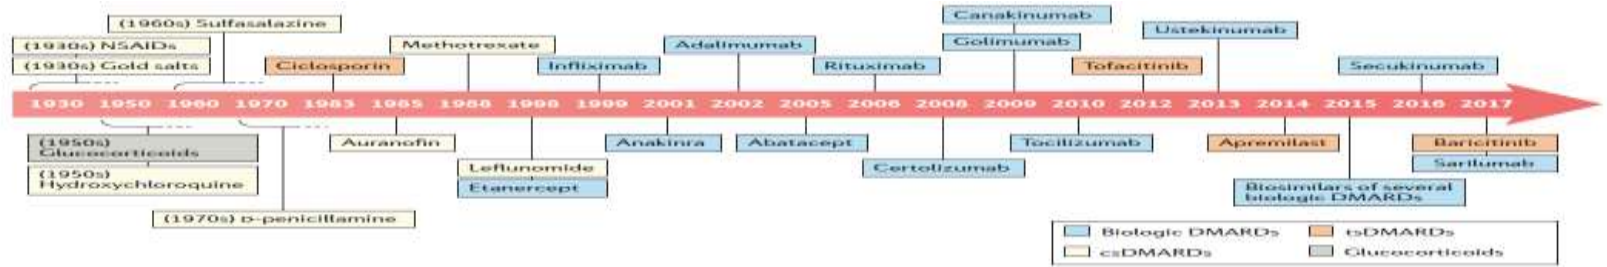 (1960s) Sulfasalazine
(1930s) NSAIDs
(1930s) Gold salts
Ciclosporin
Methotrexate
Infliximab
Adalimumab
Rituximab
Canakinumab
Golimumab
Tofacitinib
Ustekinumab
Secukinumab
1930 1950 1960 1970 1983 1985 1988 1998 1999 2001 2002 2005 2006 2008 2009 2010 2012 2013 2014 2015 2016 2017
(1950s)
Glucocorticoids
(1950s)
Hydroxychloroquine
(1970s) D-penicillamine
Auranofin
Leflunomide
Etanercept
Anakinra
Abatacept
Certolizumab
Tocilizumab
Apremilast
Biosimilars of several
biologic DMARDs
Baricitinib
Sarilumab
Biologic DMARDs
tsDMARDs
csDMARDs
Glucocorticoids